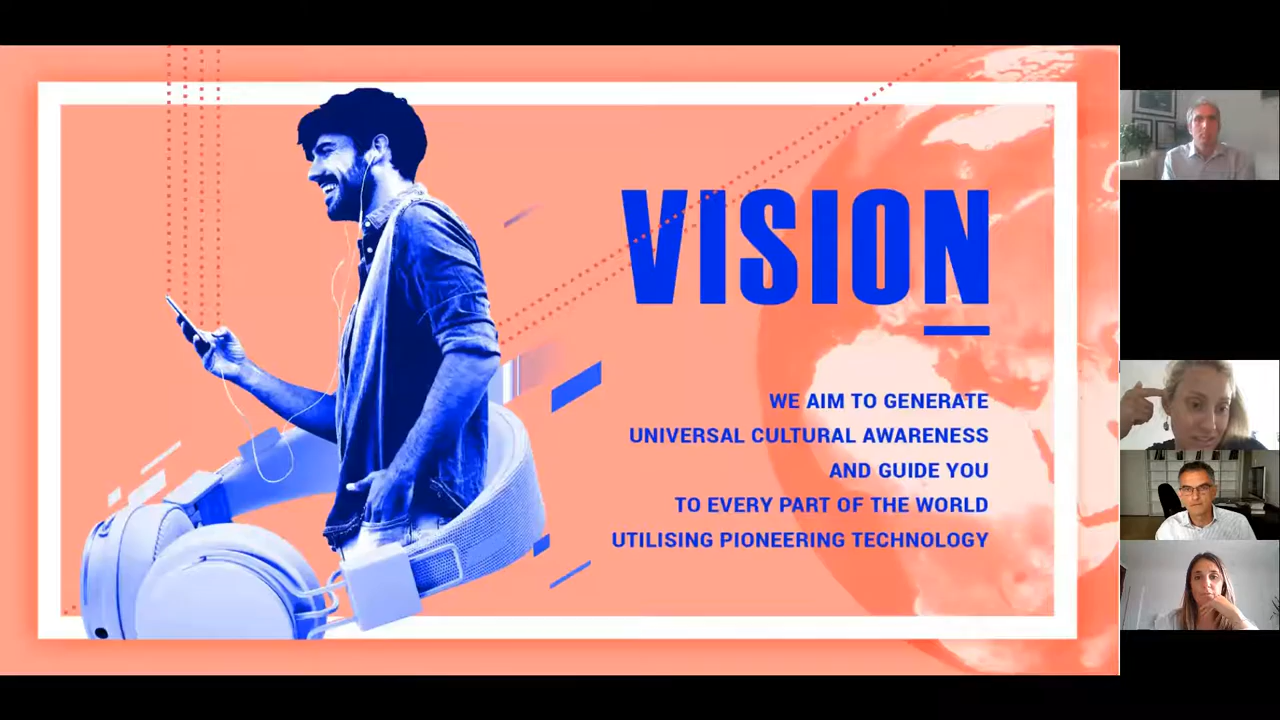 VISION
WE AIM TO GENERATE
UNIVERSAL CULTURAL AWARENESS
AND GUIDE YOU
TO EVERY PART OF THE WORLD
UTILISING PIONEERING TECHNOLOGY